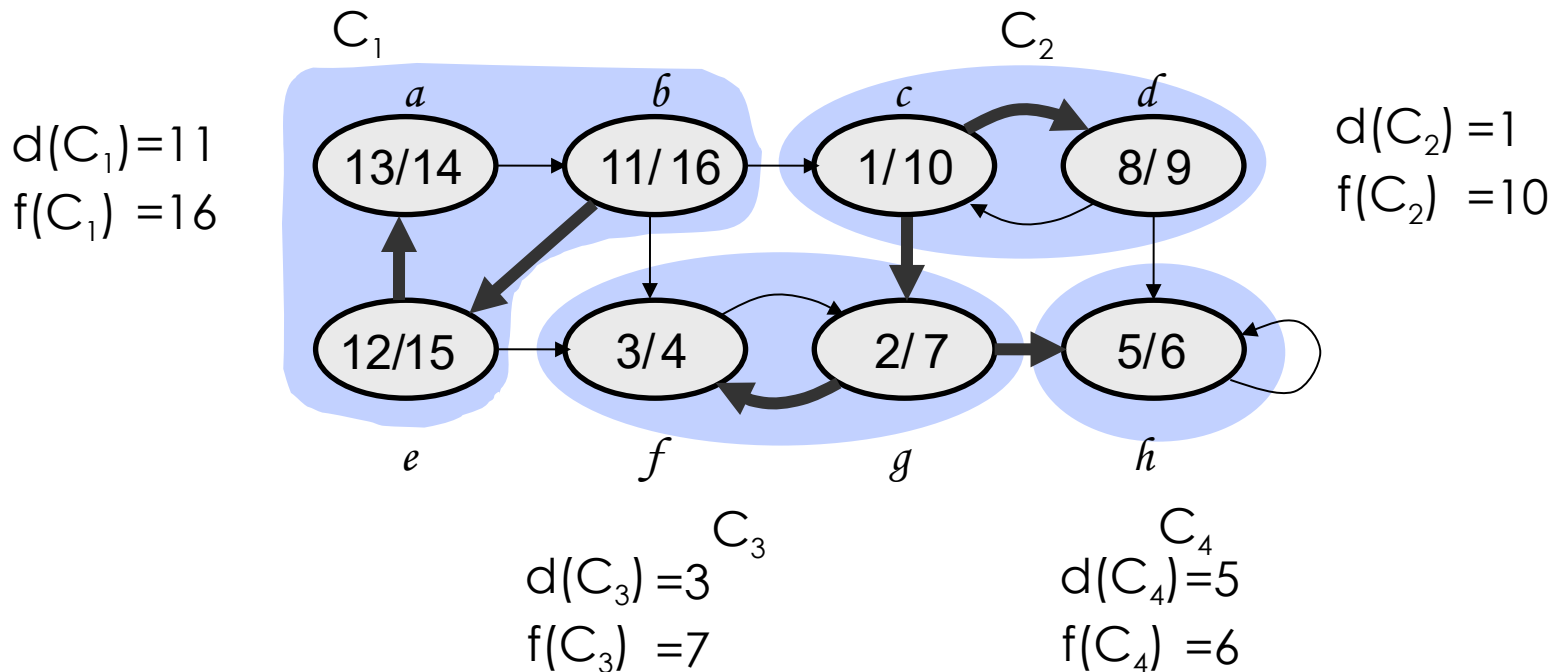 C₁
C₂
a
b
c
d
d(C₁)=11
f(C₁) =16
13/14
11/16
1/10
8/9
d(C₂) =1
f(C₂) =10
12/15
3/4
2/7
5/6
e
f
g
h
C₃
d(C₃) =3
f(C₃) =7
C₄
d(C₄)=5
f(C₄) =6